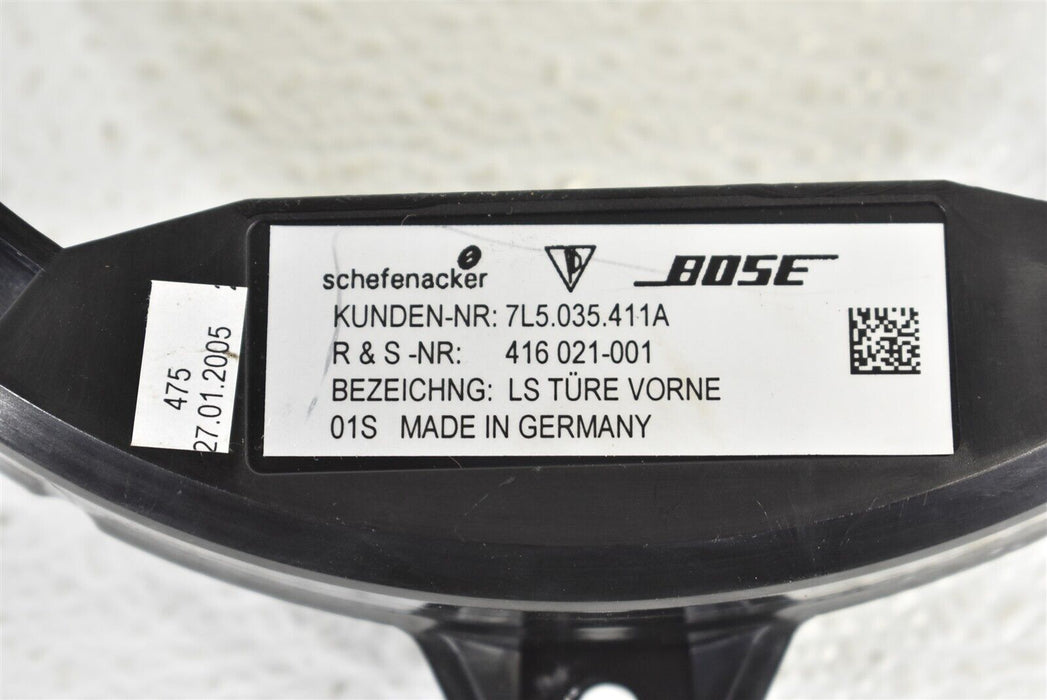 schefenacker BOSE
KUNDEN-NR: 7L5.035.411A
R & S -NR: 416 021-001
BEZEICHNG: LS TÜRE VORNE
01S MADE IN GERMANY
475
27.01.2005